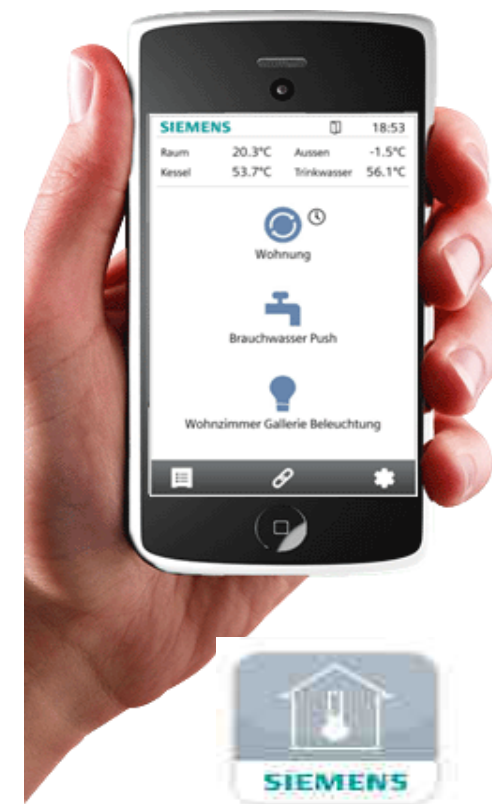 SIEMENS 18:53
Raum 20.3°C Aussen -1.5°C
Kessel 53.7°C Trinkwasser 56.1°C
Wohnung
Brauchwasser Push
Wohnzimmer Gallerie Beleuchtung
SIEMENS